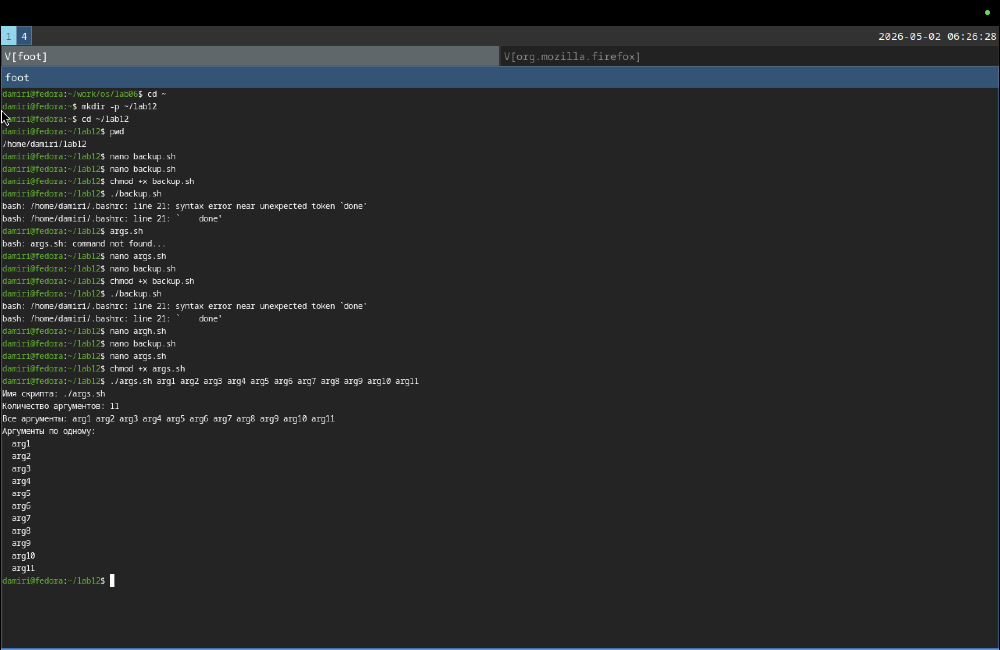 1 4 2026-05-02 06:26:28
V[foot] V[org.mozilla.firefox]
foot
damiri@fedora:~/work/os/lab06$ cd ~
damiri@fedora:~$ mkdir -p ~/lab12
damiri@fedora:~$ cd ~/lab12
damiri@fedora:~/lab12$ pwd
/home/damiri/lab12
damiri@fedora:~/lab12$ nano backup.sh
damiri@fedora:~/lab12$ nano backup.sh
damiri@fedora:~/lab12$ chmod +x backup.sh
damiri@fedora:~/lab12$ ./backup.sh
bash: /home/damiri/.bashrc: line 21: syntax error near unexpected token `done'
bash: /home/damiri/.bashrc: line 21: `    done'
damiri@fedora:~/lab12$ args.sh
bash: args.sh: command not found...
damiri@fedora:~/lab12$ nano args.sh
damiri@fedora:~/lab12$ nano backup.sh
damiri@fedora:~/lab12$ chmod +x backup.sh
damiri@fedora:~/lab12$ ./backup.sh
bash: /home/damiri/.bashrc: line 21: syntax error near unexpected token `done'
bash: /home/damiri/.bashrc: line 21: `    done'
damiri@fedora:~/lab12$ nano argh.sh
damiri@fedora:~/lab12$ nano backup.sh
damiri@fedora:~/lab12$ nano args.sh
damiri@fedora:~/lab12$ chmod +x args.sh
damiri@fedora:~/lab12$ ./args.sh arg1 arg2 arg3 arg4 arg5 arg6 arg7 arg8 arg9 arg10 arg11
Имя скрипта: ./args.sh
Количество аргументов: 11
Все аргументы: arg1 arg2 arg3 arg4 arg5 arg6 arg7 arg8 arg9 arg10 arg11
Аргументы по одному:
  arg1
  arg2
  arg3
  arg4
  arg5
  arg6
  arg7
  arg8
  arg9
  arg10
  arg11
damiri@fedora:~/lab12$